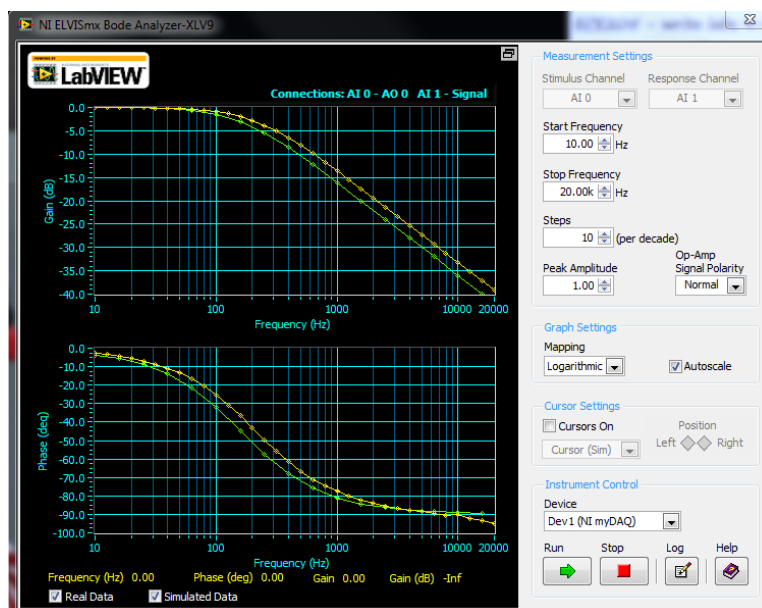 NI ELVISmx Bode Analyzer-XLV9
POWERED BY
LabVIEW
Connections: AI 0 - AO 0 AI 1 - Signal
0.0
-5.0
-10.0
-15.0
-20.0
-25.0
-30.0
-35.0
-40.0
Gain (dB)
10 100 1000 10000 20000
Frequency (Hz)
0.0
-10.0
-20.0
-30.0
-40.0
-50.0
-60.0
-70.0
-80.0
-90.0
-100.0
Phase (deg)
10 100 1000 10000 20000
Frequency (Hz)
Frequency (Hz) 0.00 Phase (deg) 0.00 Gain 0.00 Gain (dB) -Inf
Real Data Simulated Data
Measurement Settings
Stimulus Channel Response Channel
AI 0 AI 1
Start Frequency
10.00 Hz
Stop Frequency
20.00k Hz
Steps
10 (per decade)
Op-Amp
Peak Amplitude Signal Polarity
1.00 Normal
Graph Settings
Mapping
Logarithmic Autoscale
Cursor Settings
Cursors On Position
Cursor (Sim) Left Right
Instrument Control
Device
Dev1 (NI myDAQ)
Run Stop Log Help